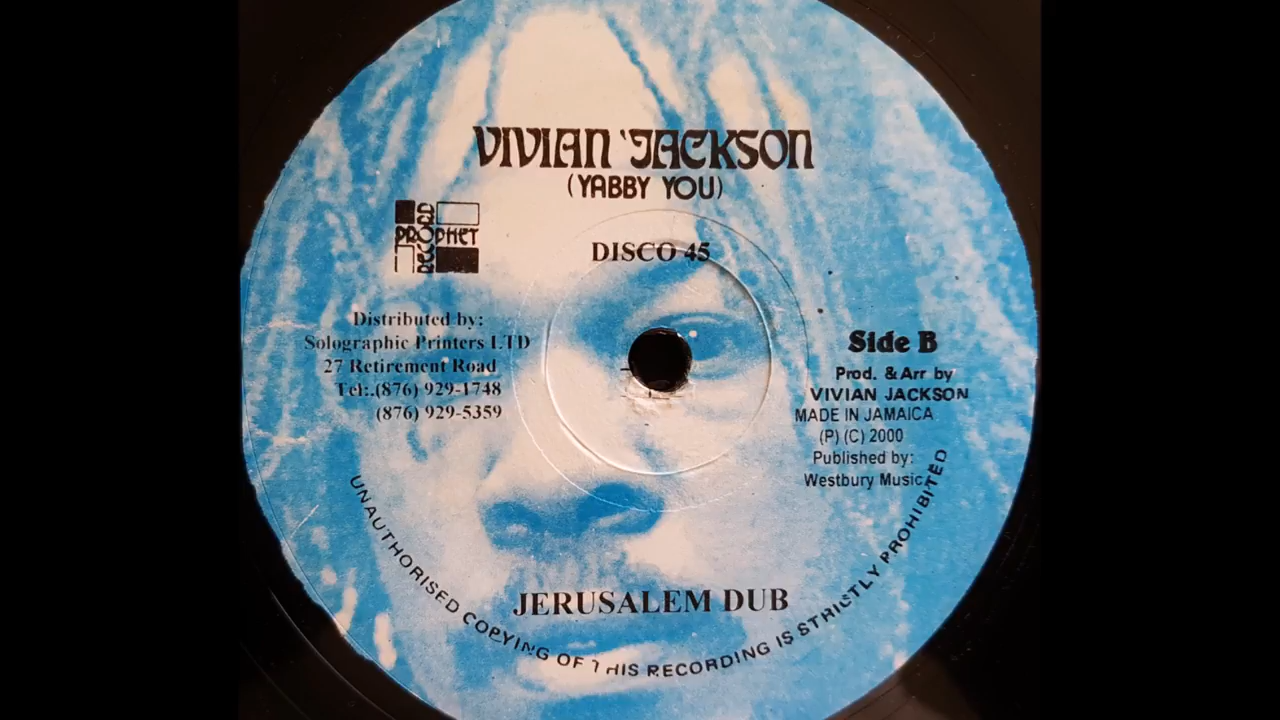 VIVIAN 'JACKSON
(YABBY YOU)
PROPHET
RECORD
DISCO 45
Distributed by:
Solographic Printers LTD
27 Retirement Road
Tel:.(876) 929-1748
(876) 929-5359
Side B
Prod. & Arr by
VIVIAN JACKSON
MADE IN JAMAICA
(P) (C) 2000
Published by:
Westbury Music
JERUSALEM DUB
UNAUTHORISED COPYING OF THIS RECORDING IS STRICTLY PROHIBITED